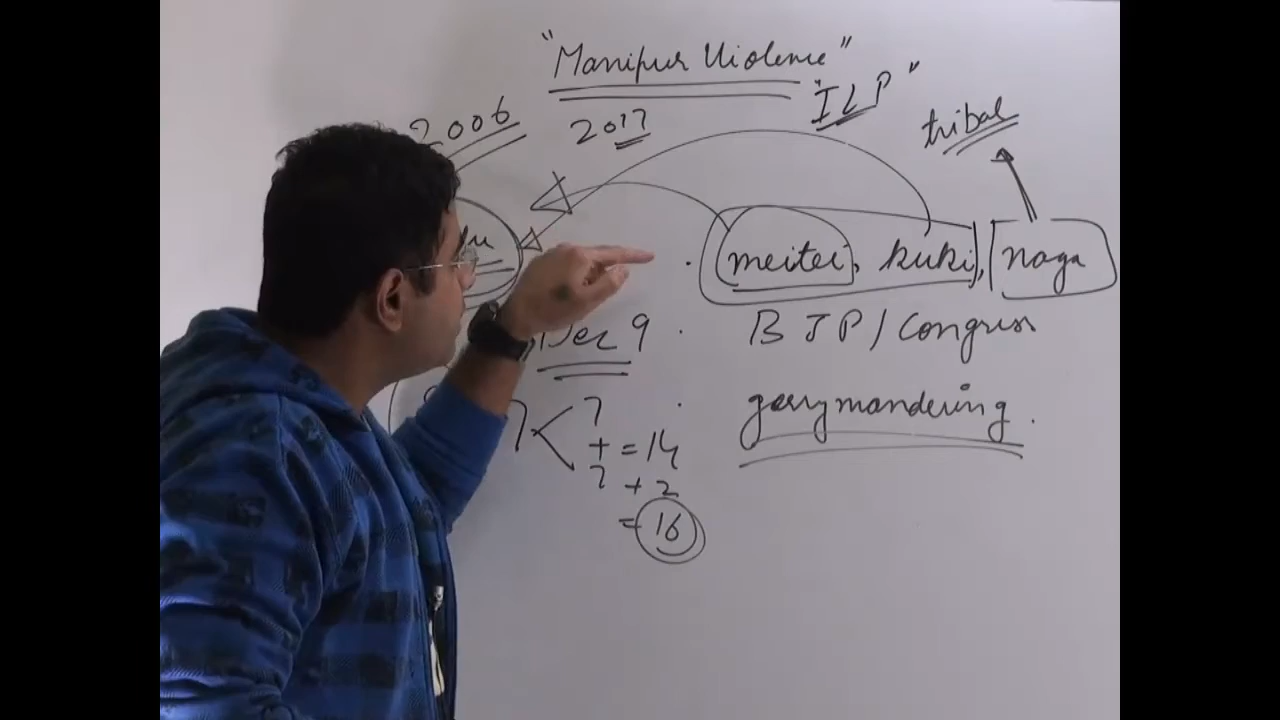 "Manipur Violence"
2006 2017 "ILP" tribal
meitei, kuki, naga
Dec 9 . BJP/Congress
7 < 7 . gerrymandering.
+ = 14
7 + 2
= 16